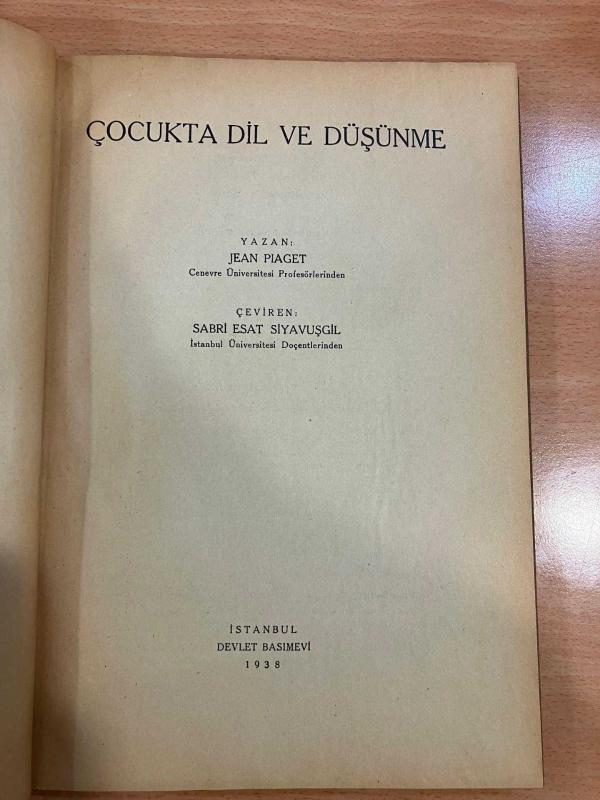 ÇOCUKTA DİL VE DÜŞÜNME
YAZAN:
JEAN PIAGET
Cenevre Üniversitesi Profesörlerinden
ÇEVİREN:
SABRİ ESAT SİYAVUŞGİL
İstanbul Üniversitesi Doçentlerinden
İSTANBUL
DEVLET BASIMEVİ
1938